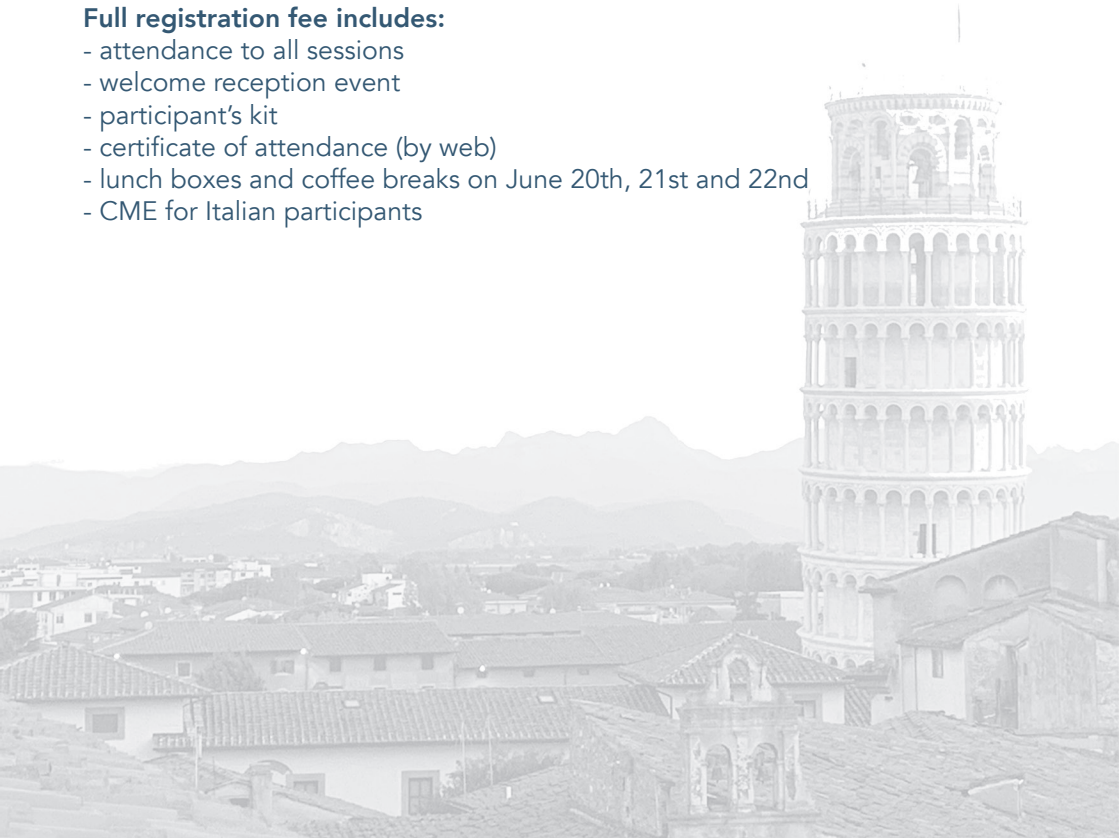 Full registration fee includes:
- attendance to all sessions
- welcome reception event
- participant’s kit
- certificate of attendance (by web)
- lunch boxes and coffee breaks on June 20th, 21st and 22nd
- CME for Italian participants